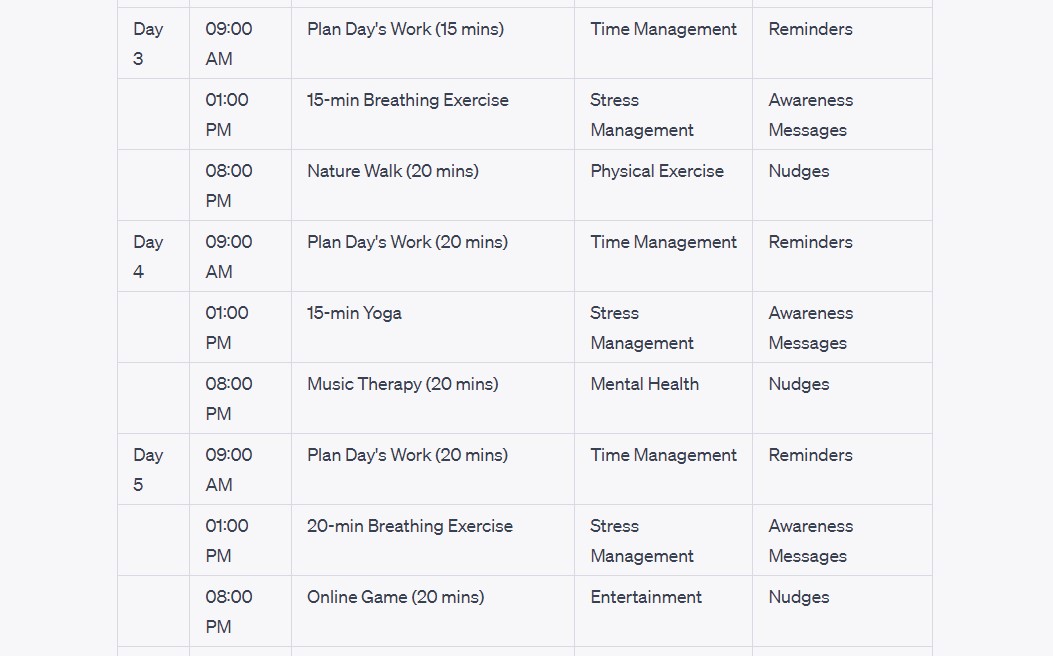 Day 09:00 Plan Day's Work (15 mins) Time Management Reminders
3 AM
01:00 15-min Breathing Exercise Stress Awareness
PM Management Messages
08:00 Nature Walk (20 mins) Physical Exercise Nudges
PM
Day 09:00 Plan Day's Work (20 mins) Time Management Reminders
4 AM
01:00 15-min Yoga Stress Awareness
PM Management Messages
08:00 Music Therapy (20 mins) Mental Health Nudges
PM
Day 09:00 Plan Day's Work (20 mins) Time Management Reminders
5 AM
01:00 20-min Breathing Exercise Stress Awareness
PM Management Messages
08:00 Online Game (20 mins) Entertainment Nudges
PM